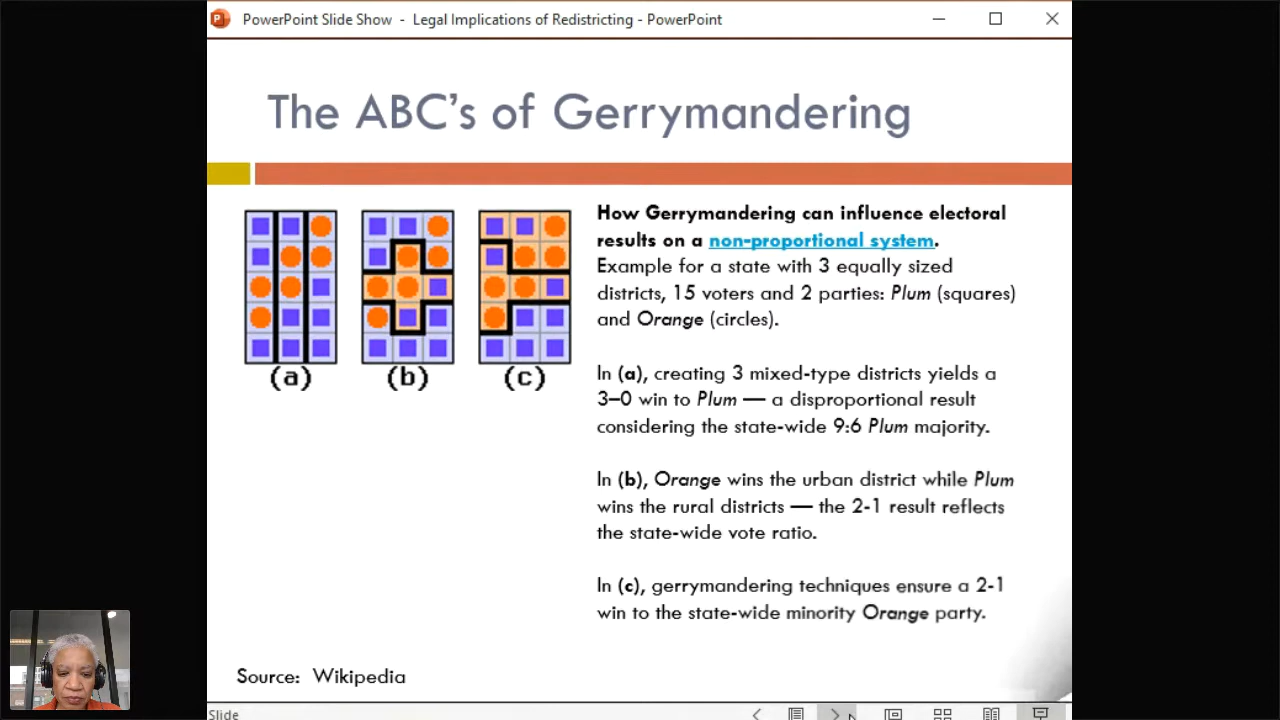 PowerPoint Slide Show - Legal Implications of Redistricting - PowerPoint
The ABC's of Gerrymandering
(a) (b) (c)
How Gerrymandering can influence electoral
results on a non-proportional system.
Example for a state with 3 equally sized
districts, 15 voters and 2 parties: Plum (squares)
and Orange (circles).
In (a), creating 3 mixed-type districts yields a
3–0 win to Plum — a disproportional result
considering the state-wide 9:6 Plum majority.
In (b), Orange wins the urban district while Plum
wins the rural districts — the 2-1 result reflects
the state-wide vote ratio.
In (c), gerrymandering techniques ensure a 2-1
win to the state-wide minority Orange party.
Source: Wikipedia
Slide